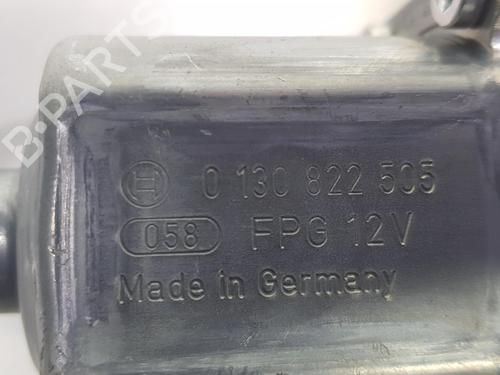 B-PARTS
0 130 822 505
058 FPG 12V
Made in Germany